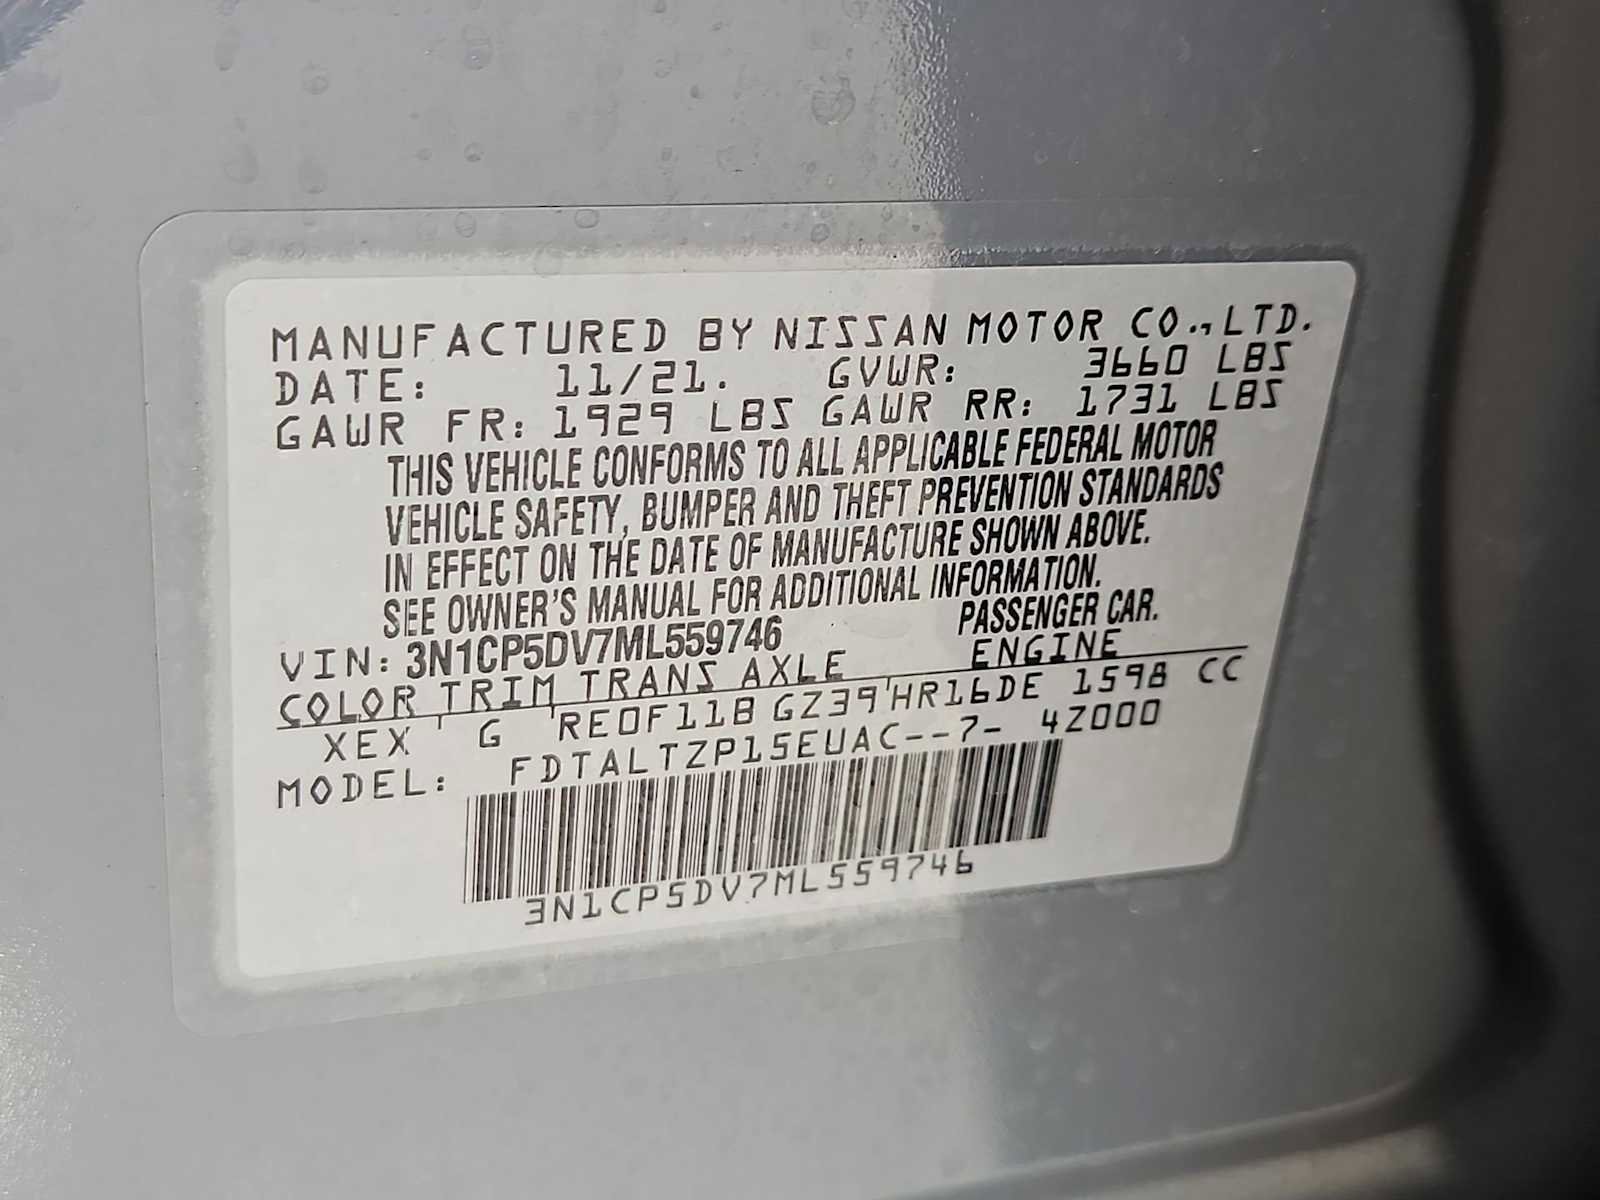 MANUFACTURED BY NISSAN MOTOR CO., LTD.
DATE: 11/21. GVWR: 3660 LBS
GAWR FR: 1929 LBS GAWR RR: 1731 LBS
THIS VEHICLE CONFORMS TO ALL APPLICABLE FEDERAL MOTOR
VEHICLE SAFETY, BUMPER AND THEFT PREVENTION STANDARDS
IN EFFECT ON THE DATE OF MANUFACTURE SHOWN ABOVE.
SEE OWNER'S MANUAL FOR ADDITIONAL INFORMATION.
VIN: 3N1CP5DV7ML559746 PASSENGER CAR.
COLOR TRIM TRANS AXLE ENGINE
XEX ' G 'RE0F11B GZ39'HR16DE 1598 CC
MODEL: FDTALTZP15EUAC--7- 4Z000
3N1CP5DV7ML559746